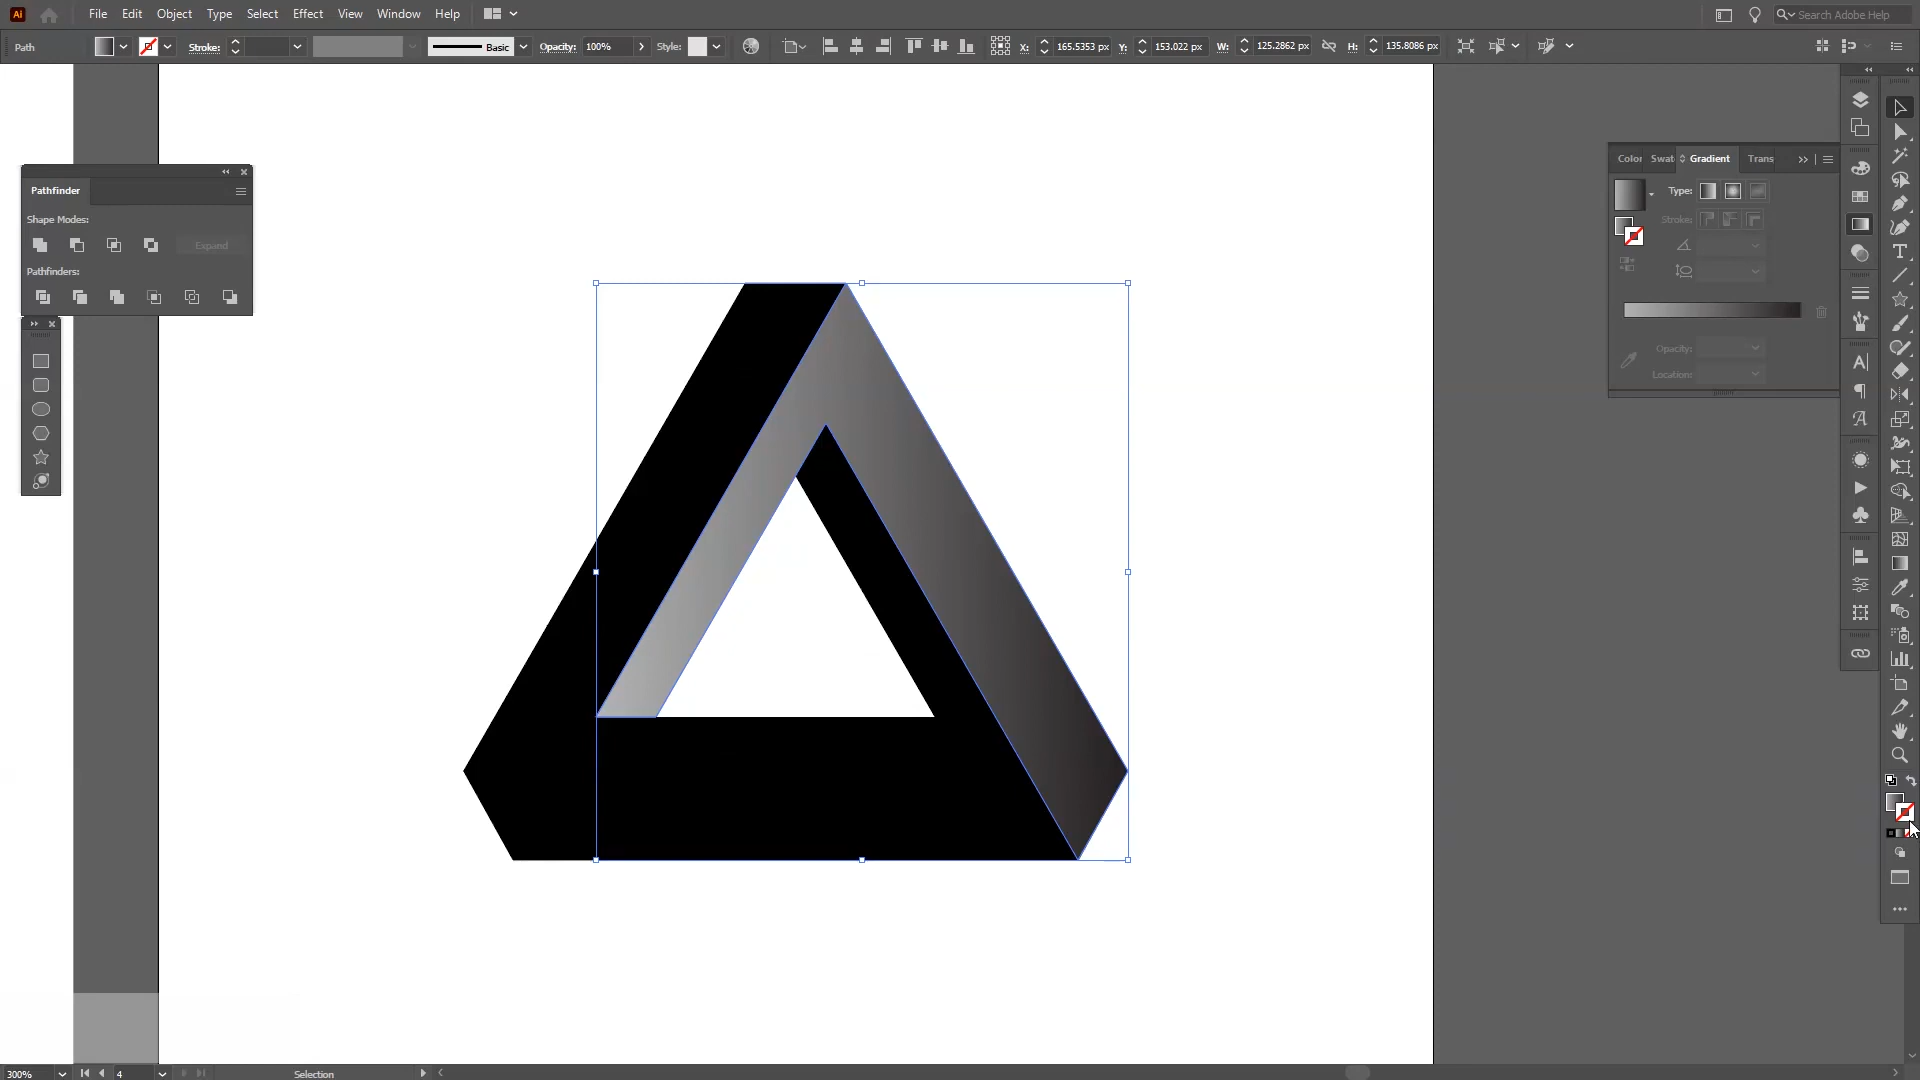 Ai File Edit Object Type Select Effect View Window Help Search Adobe Help
Path Stroke: Basic Opacity: 100% Style: X: 165.5353 px Y: 153.022 px W: 125.2862 px H: 135.8086 px
Color Swat Gradient Trans
Type:
Stroke:
Opacity:
Location:
Pathfinder
Shape Modes:
Expand
Pathfinders:
300% 4 Selection